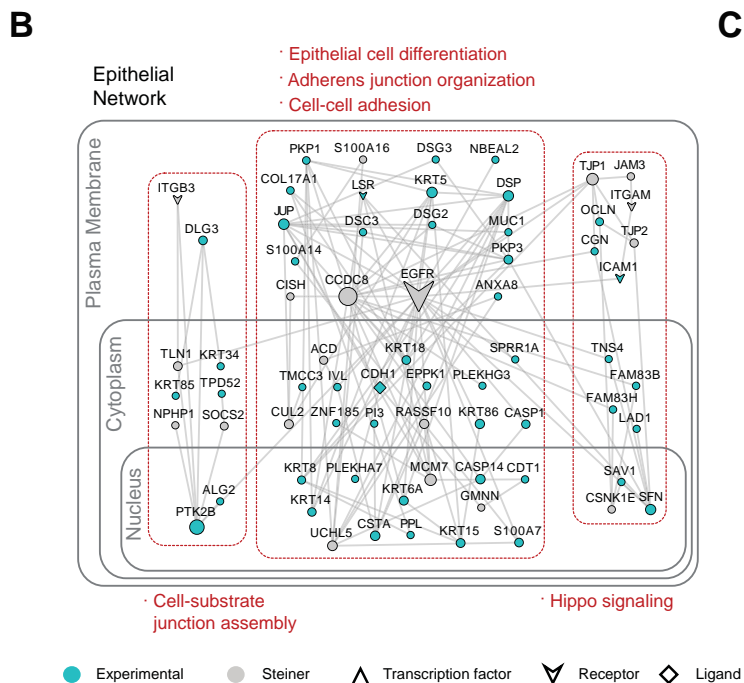 B
C
Epithelial
Network
· Epithelial cell differentiation
· Adherens junction organization
· Cell-cell adhesion
Plasma Membrane
Cytoplasm
Nucleus
PKP1 S100A16 DSG3 NBEAL2
TJP1 JAM3
ITGB3 COL17A1 LSR KRT5 DSP ITGAM
JUP DSC3 DSG2 MUC1 OCLN
DLG3 TJP2
S100A14 PKP3 CGN
CISH CCDC8 EGFR ANXA8 ICAM1
TLN1 KRT34 ACD KRT18 SPRR1A TNS4
KRT85 TPD52 TMCC3 IVL CDH1 EPPK1 PLEKHG3 FAM83B
FAM83H
NPHP1 SOCS2 CUL2 ZNF185 PI3 RASSF10 KRT86 CASP1 LAD1
KRT8 PLEKHA7 MCM7 CASP14 CDT1 SAV1
ALG2 KRT14 KRT6A GMNN CSNK1E SFN
PTK2B UCHL5 CSTA PPL KRT15 S100A7
· Cell-substrate
junction assembly
· Hippo signaling
Experimental Steiner Transcription factor Receptor Ligand